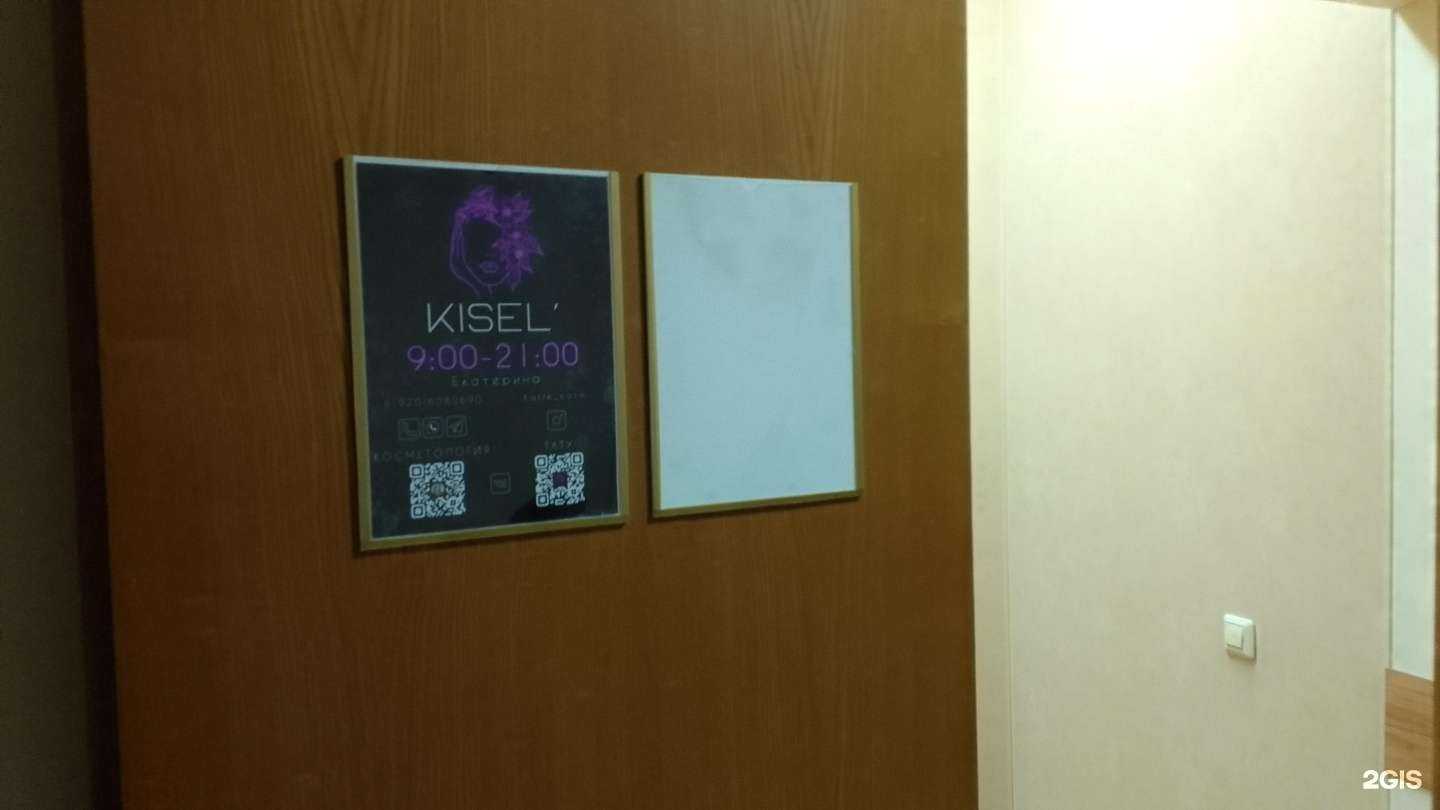 KISEL'
9:00-21:00
Екатерина
КОСМЕТОЛОГИЯ
ТАТУ
2GIS